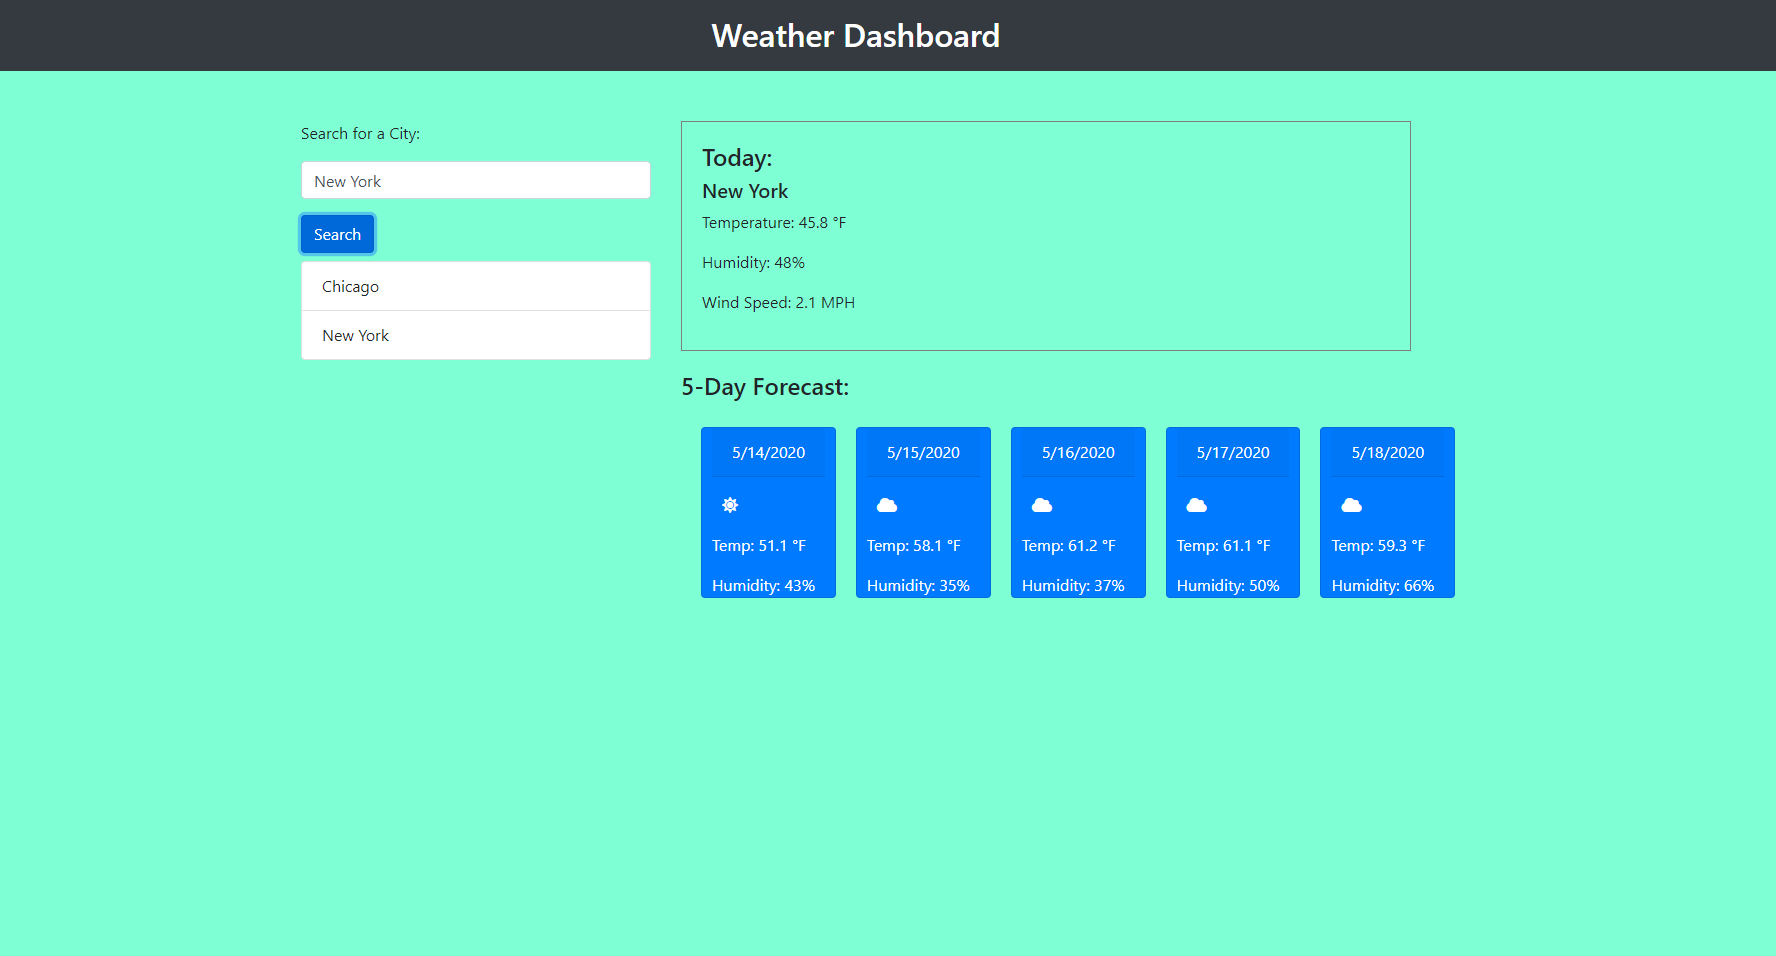 Weather Dashboard
Search for a City:
New York
Search
Chicago
New York
Today:
New York
Temperature: 45.8 °F
Humidity: 48%
Wind Speed: 2.1 MPH
5-Day Forecast:
5/14/2020
Temp: 51.1 °F
Humidity: 43%
5/15/2020
Temp: 58.1 °F
Humidity: 35%
5/16/2020
Temp: 61.2 °F
Humidity: 37%
5/17/2020
Temp: 61.1 °F
Humidity: 50%
5/18/2020
Temp: 59.3 °F
Humidity: 66%